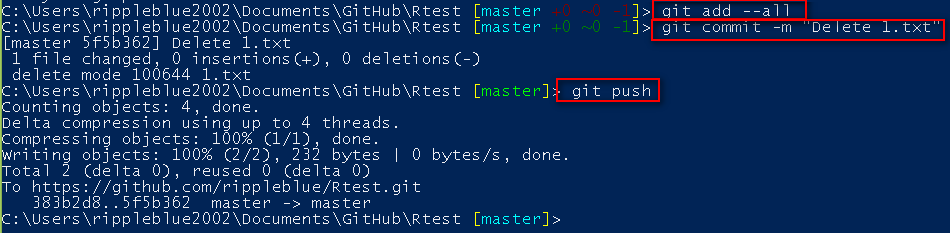 C:\Users\rippleblue2002\Documents\GitHub\Rtest [master +0 ~0 -1]> git add --all
C:\Users\rippleblue2002\Documents\GitHub\Rtest [master +0 ~0 -1]> git commit -m "Delete 1.txt"
[master 5f5b362] Delete 1.txt
 1 file changed, 0 insertions(+), 0 deletions(-)
 delete mode 100644 1.txt
C:\Users\rippleblue2002\Documents\GitHub\Rtest [master]> git push
Counting objects: 4, done.
Delta compression using up to 4 threads.
Compressing objects: 100% (1/1), done.
Writing objects: 100% (2/2), 232 bytes | 0 bytes/s, done.
Total 2 (delta 0), reused 0 (delta 0)
To https://github.com/rippleblue/Rtest.git
   383b2d8..5f5b362  master -> master
C:\Users\rippleblue2002\Documents\GitHub\Rtest [master]>